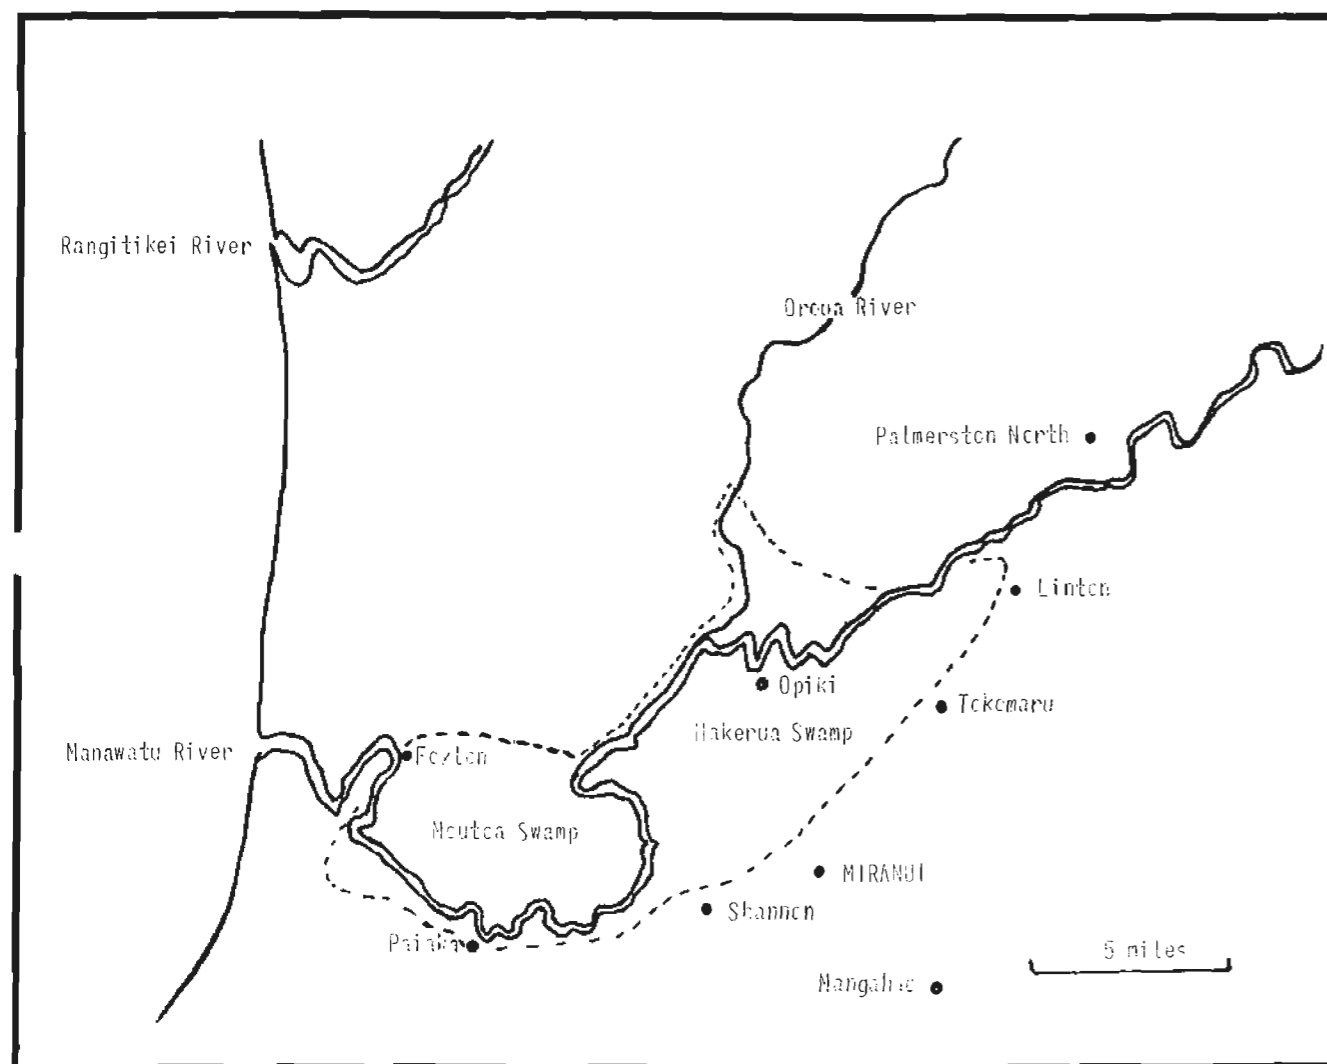 Rangitikei River
Oroua River
Palmerston North
Linton
Opiki
Tokomaru
Makerua Swamp
Manawatu River
Foxton
Moutoa Swamp
MIRANUI
Shannon
Paiaka
5 miles
Mangahao